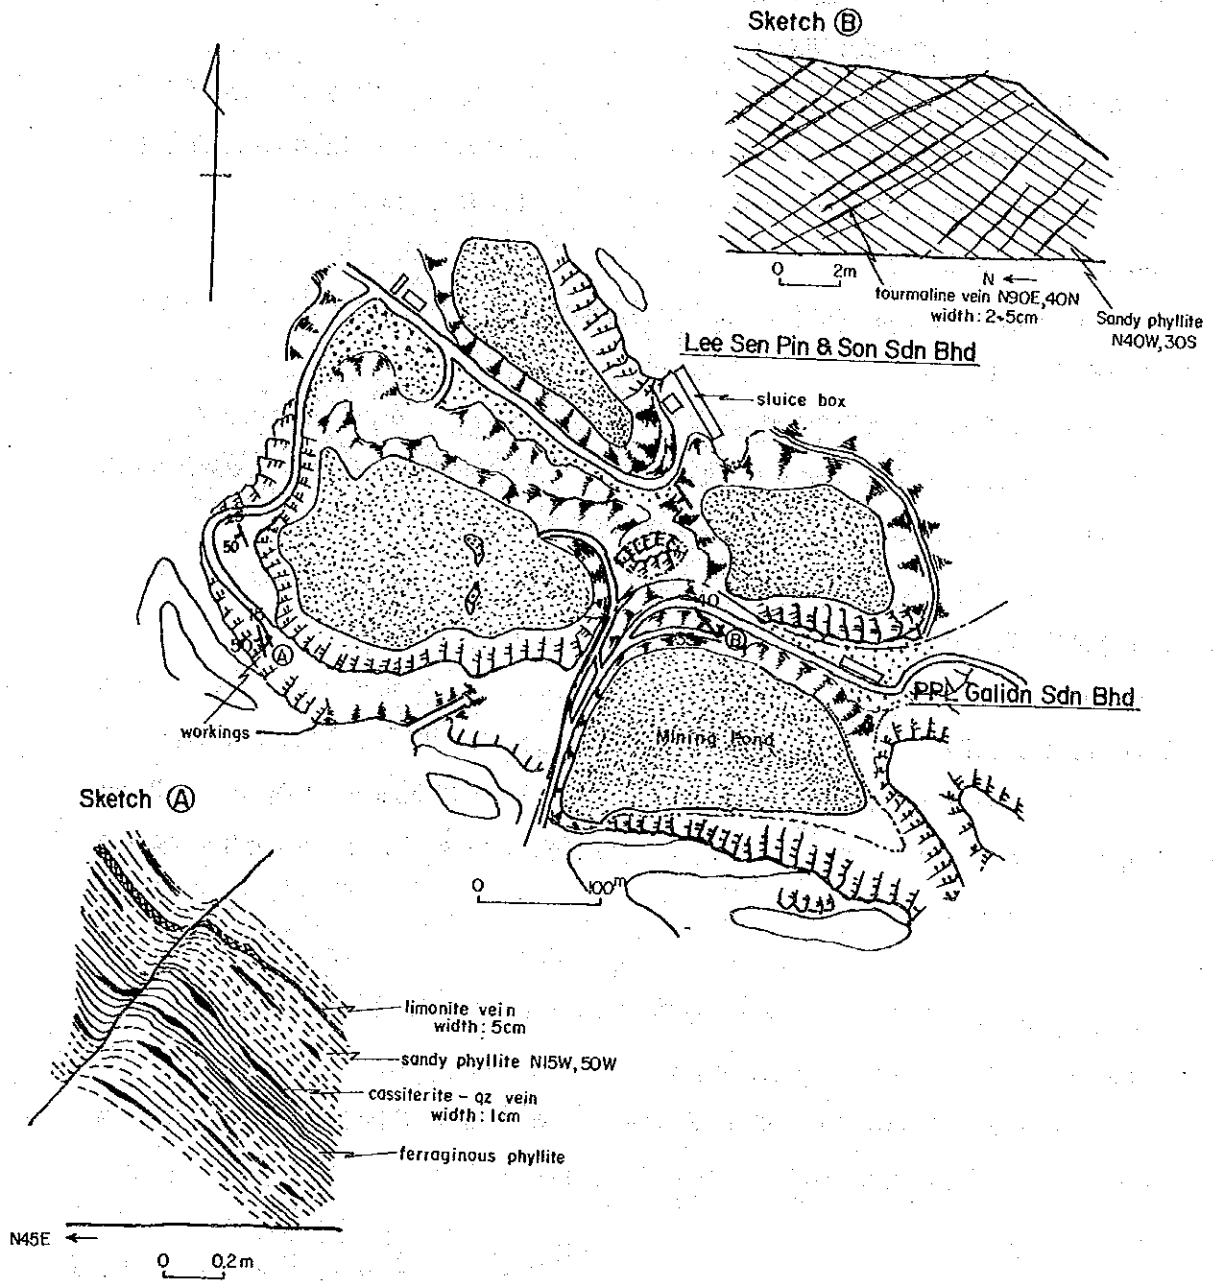 Sketch Ⓑ
0 2m
N ←
tourmaline vein N90E,40N
width: 2~5cm
Sandy phyllite
N40W,30S
Lee Sen Pin & Son Sdn Bhd
sluice box
50
40
Ⓑ
50
Ⓐ
PPL Galian Sdn Bhd
workings
Mining Pond
Sketch Ⓐ
0 100m
limonite vein
width: 5cm
sandy phyllite N15W,50W
cassiterite - qz vein
width: 1cm
ferraginous phyllite
N45E ←
0 0.2m